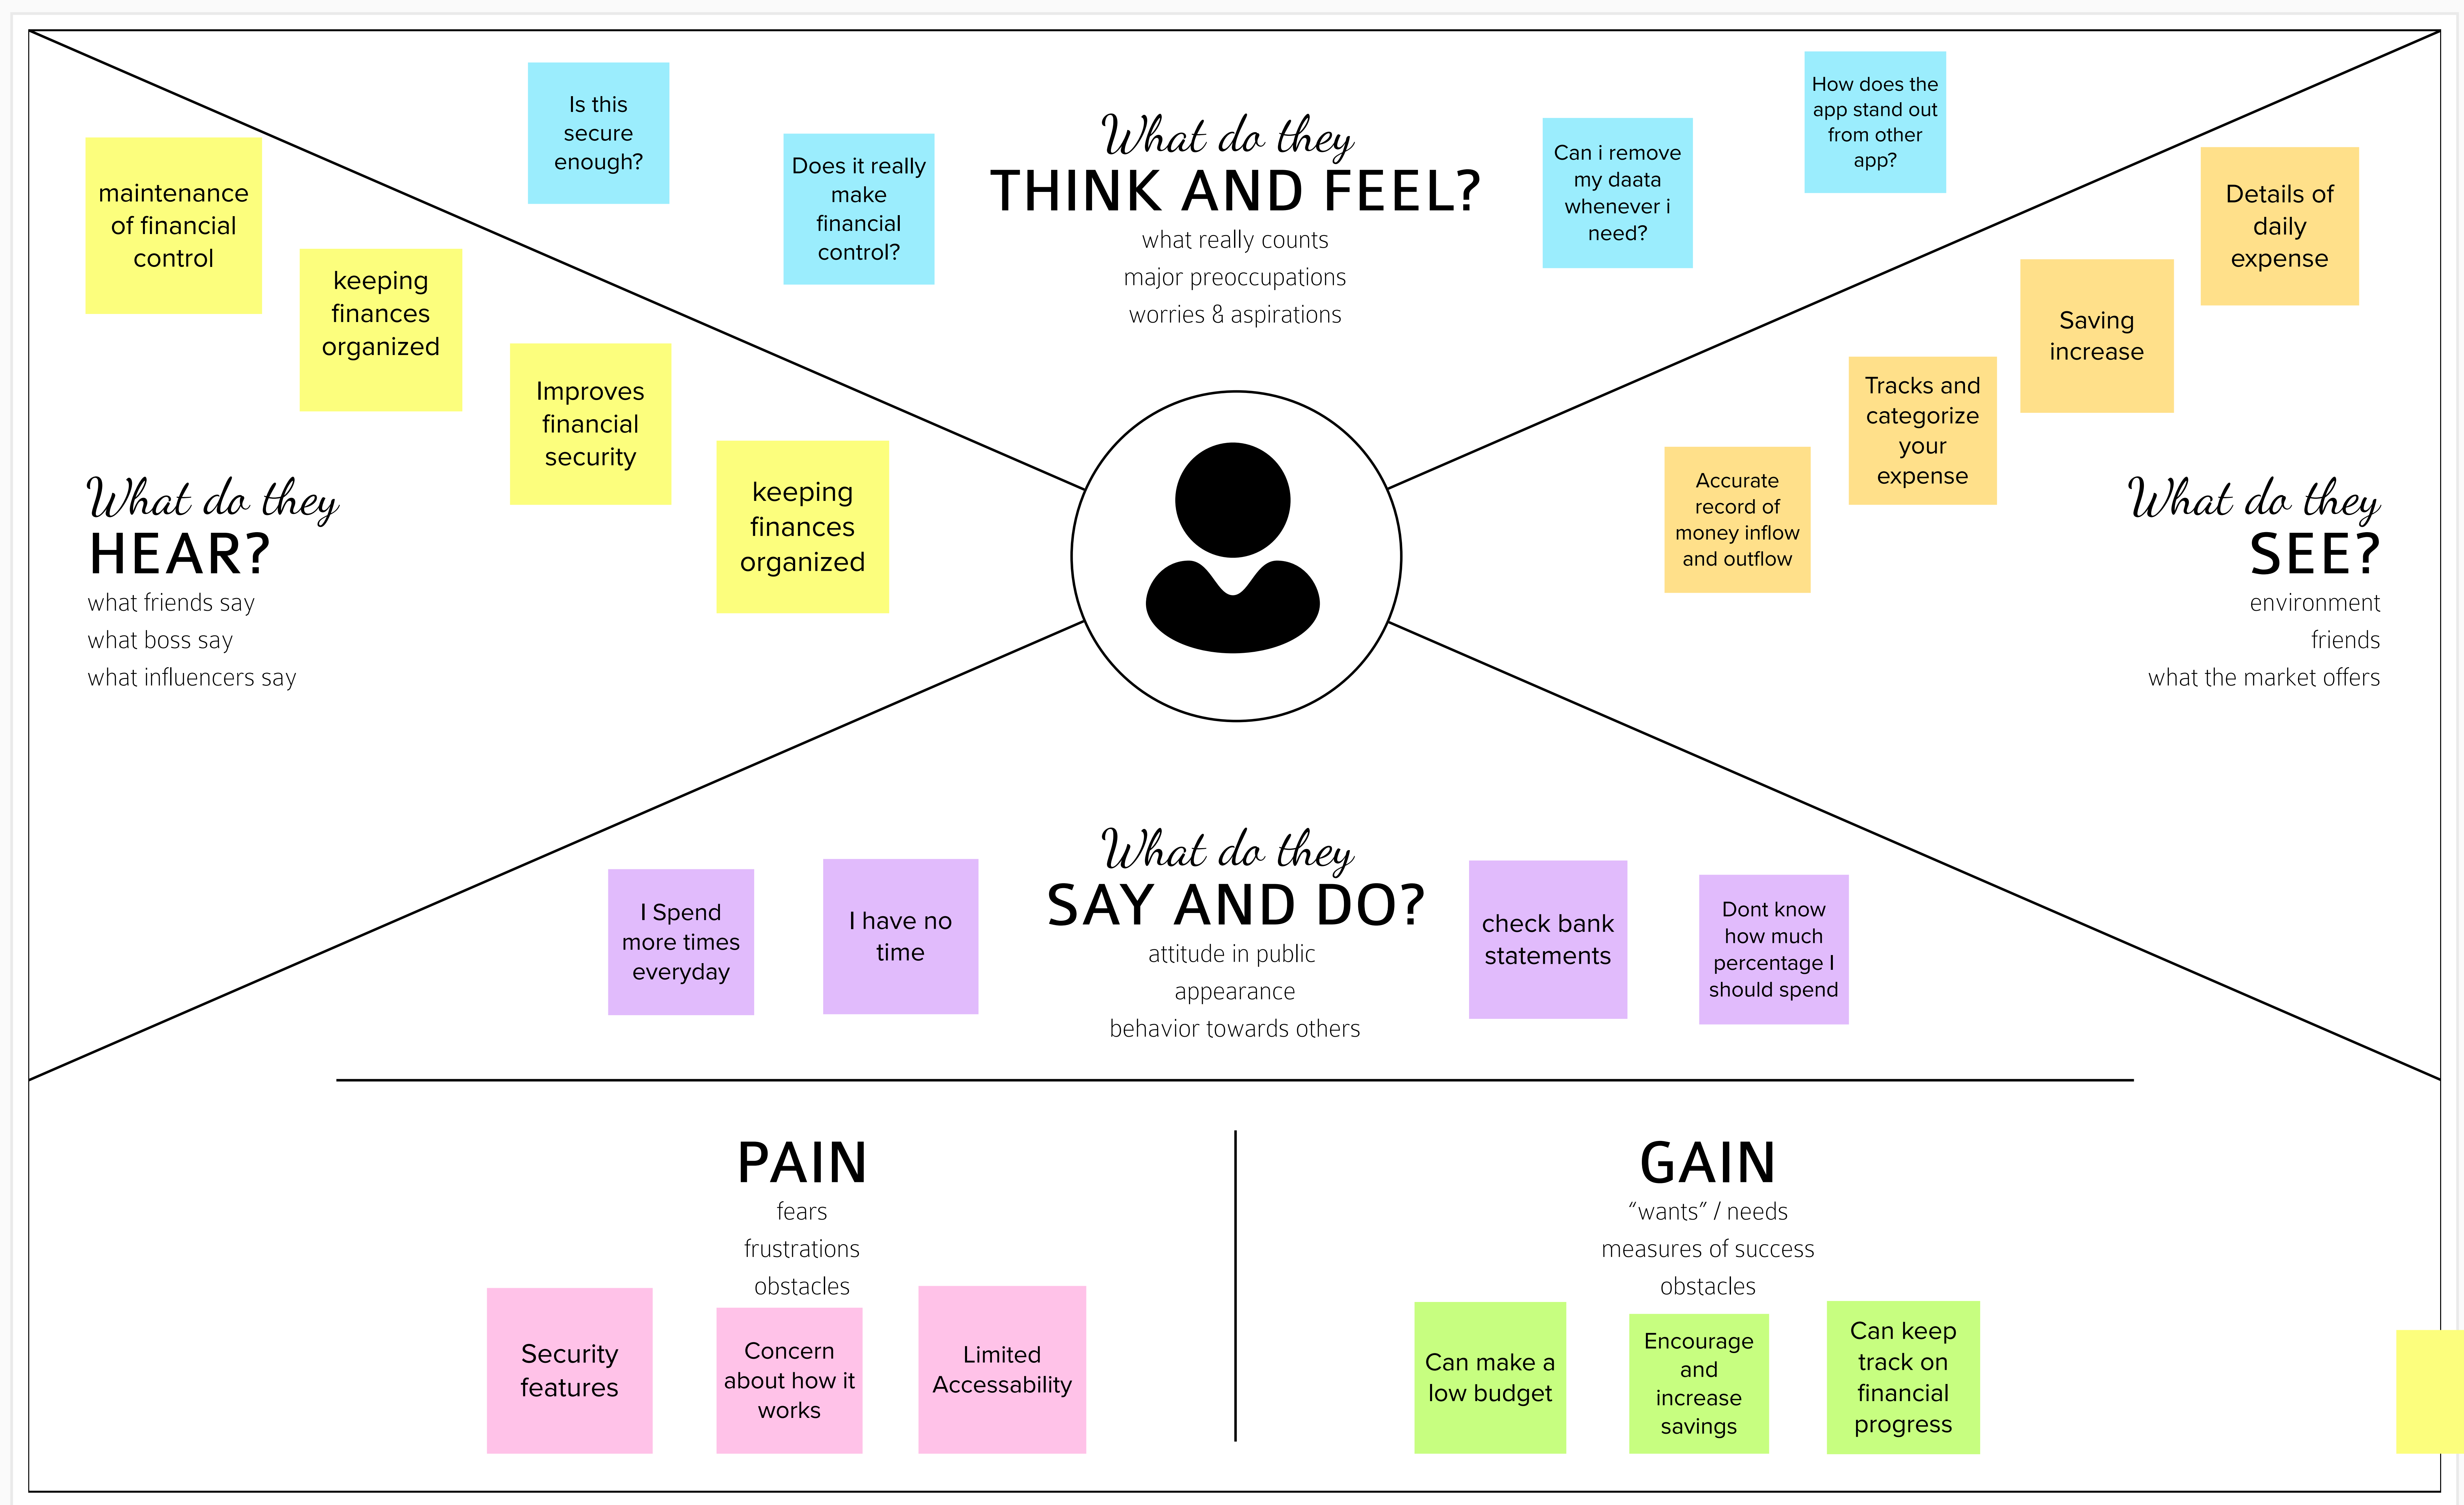 What do they
THINK AND FEEL?
what really counts
major preoccupations
worries & aspirations
Is this
secure
enough?
Does it really
make
financial
control?
Can i remove
my daata
whenever i
need?
How does the
app stand out
from other
app?
What do they
HEAR?
what friends say
what boss say
what influencers say
maintenance
of financial
control
keeping
finances
organized
Improves
financial
security
keeping
finances
organized
What do they
SEE?
environment
friends
what the market offers
Accurate
record of
money inflow
and outflow
Tracks and
categorize
your
expense
Saving
increase
Details of
daily
expense
What do they
SAY AND DO?
attitude in public
appearance
behavior towards others
I Spend
more times
everyday
I have no
time
check bank
statements
Dont know
how much
percentage I
should spend
PAIN
fears
frustrations
obstacles
Security
features
Concern
about how it
works
Limited
Accessability
GAIN
“wants” / needs
measures of success
obstacles
Can make a
low budget
Encourage
and
increase
savings
Can keep
track on
financial
progress